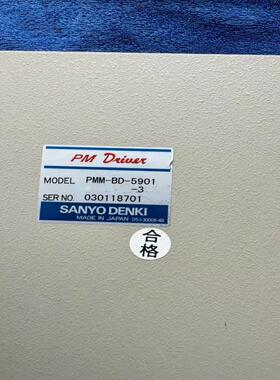 PM Driver
MODEL PMM-BD-5901
-3
SER NO. 030118701
SANYO DENKI
MADE IN JAPAN
合格